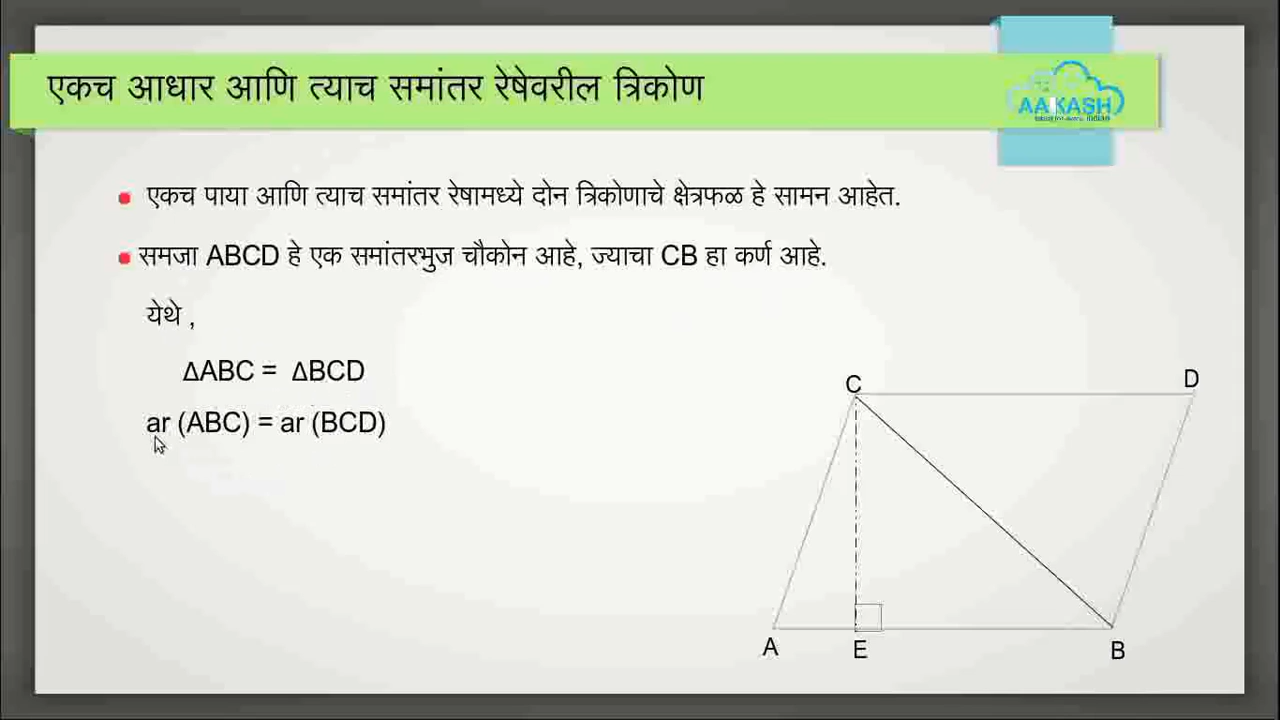 एकच आधार आणि त्याच समांतर रेषेवरील त्रिकोण
AAKASH
एकच पाया आणि त्याच समांतर रेषामध्ये दोन त्रिकोणाचे क्षेत्रफळ हे सामन आहेत.
समजा ABCD हे एक समांतरभुज चौकोन आहे, ज्याचा CB हा कर्ण आहे.
येथे ,
ΔABC = ΔBCD
ar (ABC) = ar (BCD)
C
D
A
E
B